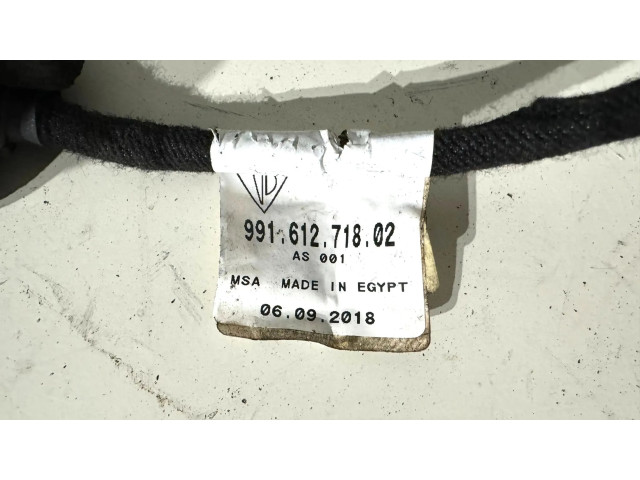 991.612.718.02
AS 001
MSA MADE IN EGYPT
06.09.2018